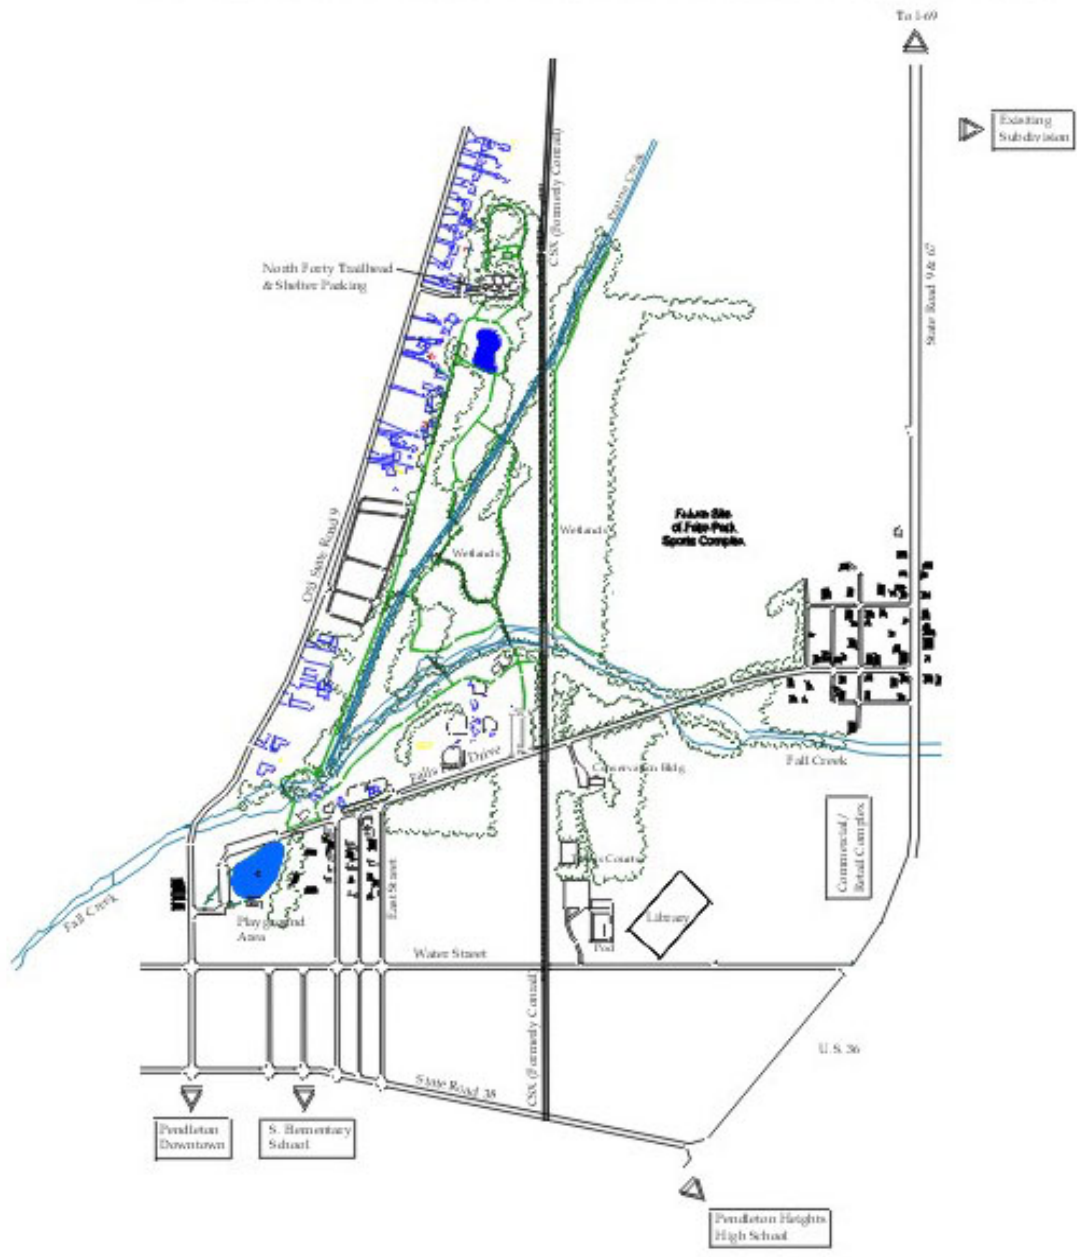 To I-69
Existing
Subdivision
CSX (Formerly Conrail)
Prairie Creek
North Forty Trailhead
& Shelter Parking
State Road 9 & 67
Old State Road 9
Future Site
of Falls Park
Sports Complex
Wetlands
Wetlands
Falls Drive
Conservation Bldg
Fall Creek
Commercial/
Retail Complex
Courts
East Street
Library
Fall Creek
Playground
Area
Pool
Water Street
CSX (Formerly Conrail)
U.S. 36
State Road 38
Pendleton
Downtown
S. Elementary
School
Pendleton Heights
High School